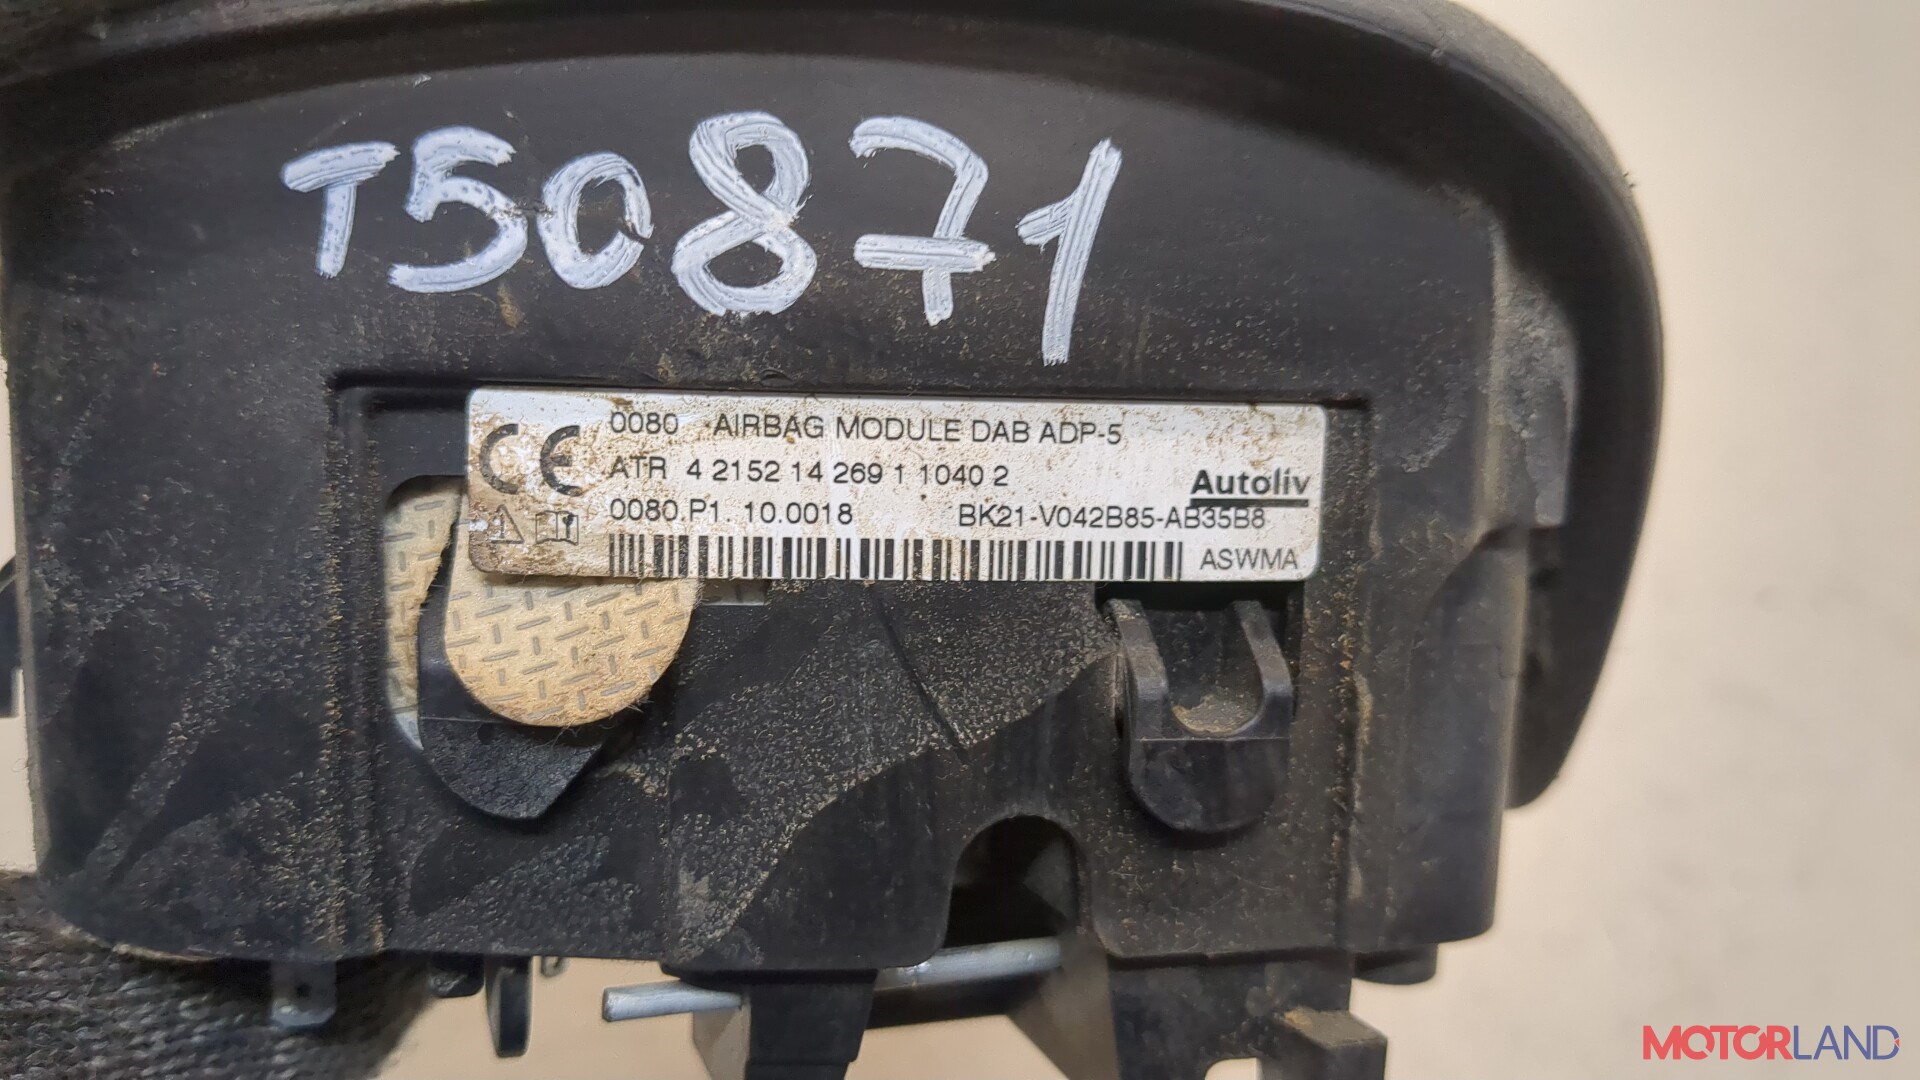 T50871
CE 0080 AIRBAG MODULE DAB ADP-5
ATR 4 2152 14 269 1 1040 2
Autoliv
0080.P1. 10.0018 BK21-V042B85-AB35B8
ASWMA
MOTORLAND